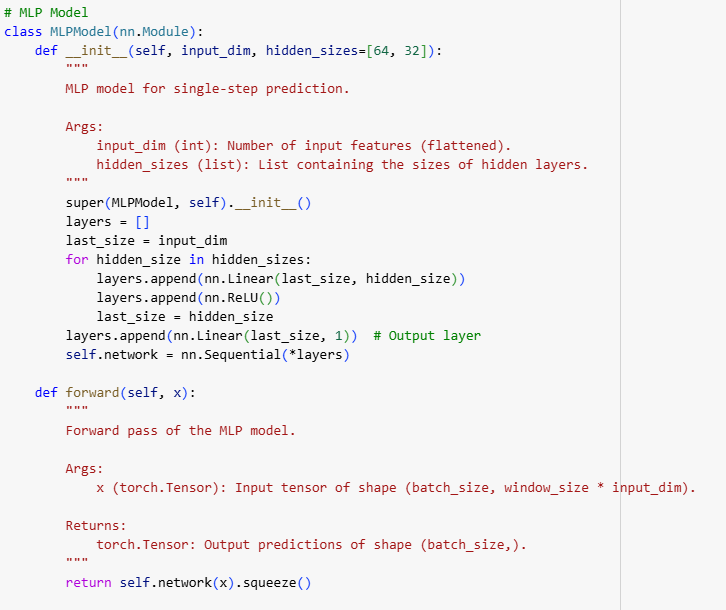 # MLP Model
class MLPModel(nn.Module):
    def __init__(self, input_dim, hidden_sizes=[64, 32]):
        """
        MLP model for single-step prediction.

        Args:
            input_dim (int): Number of input features (flattened).
            hidden_sizes (list): List containing the sizes of hidden layers.
        """
        super(MLPModel, self).__init__()
        layers = []
        last_size = input_dim
        for hidden_size in hidden_sizes:
            layers.append(nn.Linear(last_size, hidden_size))
            layers.append(nn.ReLU())
            last_size = hidden_size
        layers.append(nn.Linear(last_size, 1))  # Output layer
        self.network = nn.Sequential(*layers)

    def forward(self, x):
        """
        Forward pass of the MLP model.

        Args:
            x (torch.Tensor): Input tensor of shape (batch_size, window_size * input_dim).

        Returns:
            torch.Tensor: Output predictions of shape (batch_size,).
        """
        return self.network(x).squeeze()